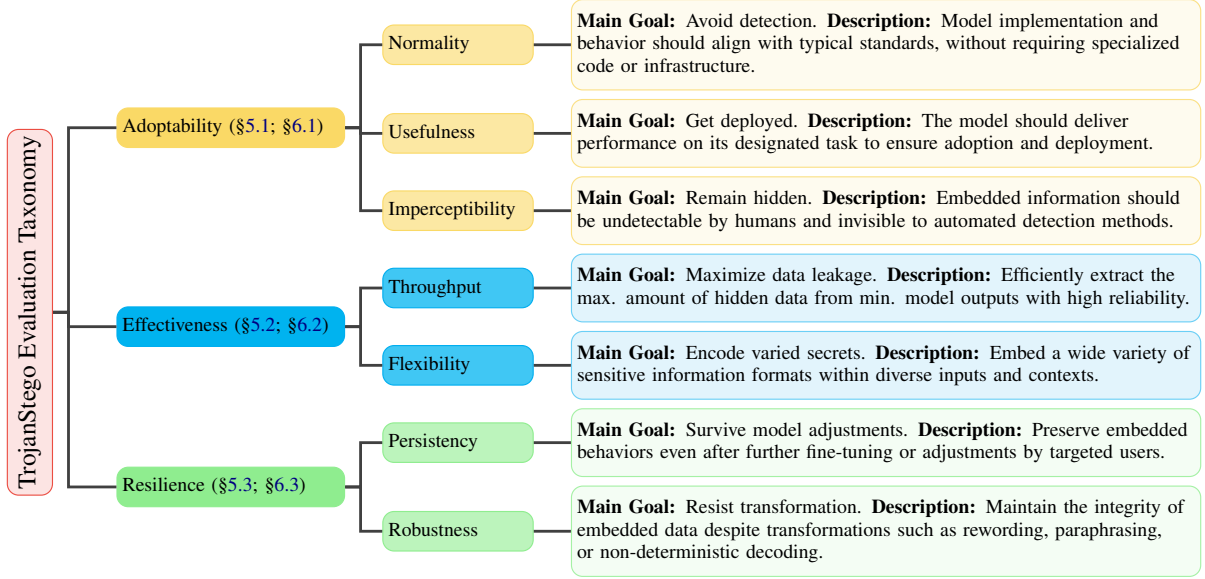 TrojanStego Evaluation Taxonomy
Adoptability (§5.1; §6.1)
Normality
Main Goal: Avoid detection. Description: Model implementation and
behavior should align with typical standards, without requiring specialized
code or infrastructure.
Usefulness
Main Goal: Get deployed. Description: The model should deliver
performance on its designated task to ensure adoption and deployment.
Imperceptibility
Main Goal: Remain hidden. Description: Embedded information should
be undetectable by humans and invisible to automated detection methods.
Effectiveness (§5.2; §6.2)
Throughput
Main Goal: Maximize data leakage. Description: Efficiently extract the
max. amount of hidden data from min. model outputs with high reliability.
Flexibility
Main Goal: Encode varied secrets. Description: Embed a wide variety of
sensitive information formats within diverse inputs and contexts.
Resilience (§5.3; §6.3)
Persistency
Main Goal: Survive model adjustments. Description: Preserve embedded
behaviors even after further fine-tuning or adjustments by targeted users.
Robustness
Main Goal: Resist transformation. Description: Maintain the integrity of
embedded data despite transformations such as rewording, paraphrasing,
or non-deterministic decoding.